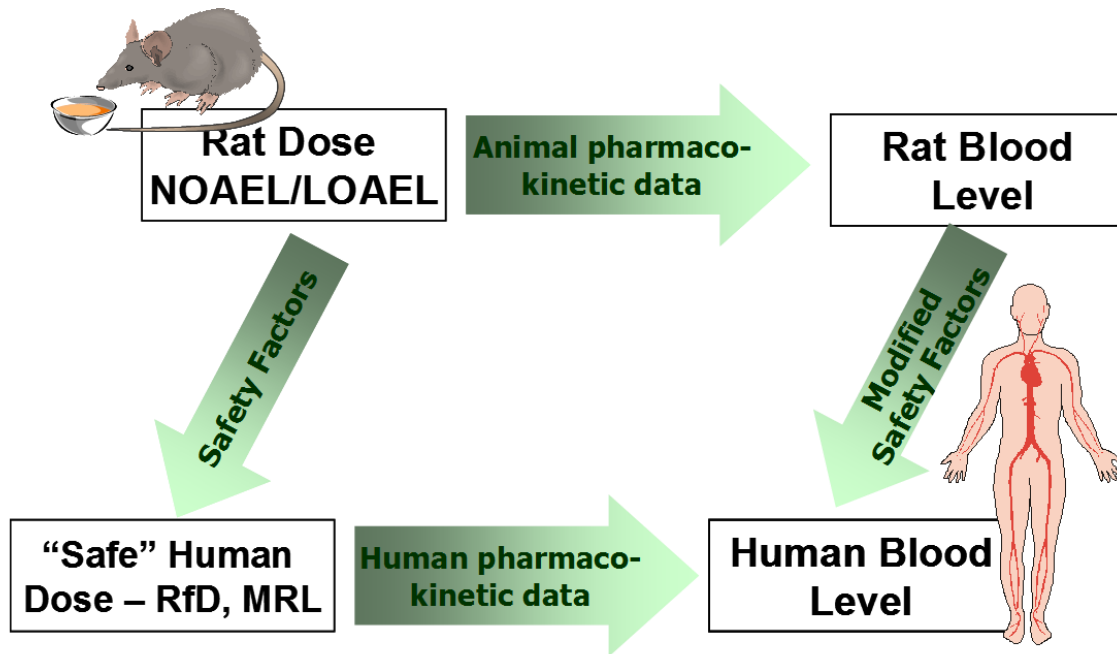 Rat Dose
NOAEL/LOAEL
Animal pharmaco-
kinetic data
Rat Blood
Level
Safety Factors
Modified
Safety Factors
“Safe” Human
Dose – RfD, MRL
Human pharmaco-
kinetic data
Human Blood
Level